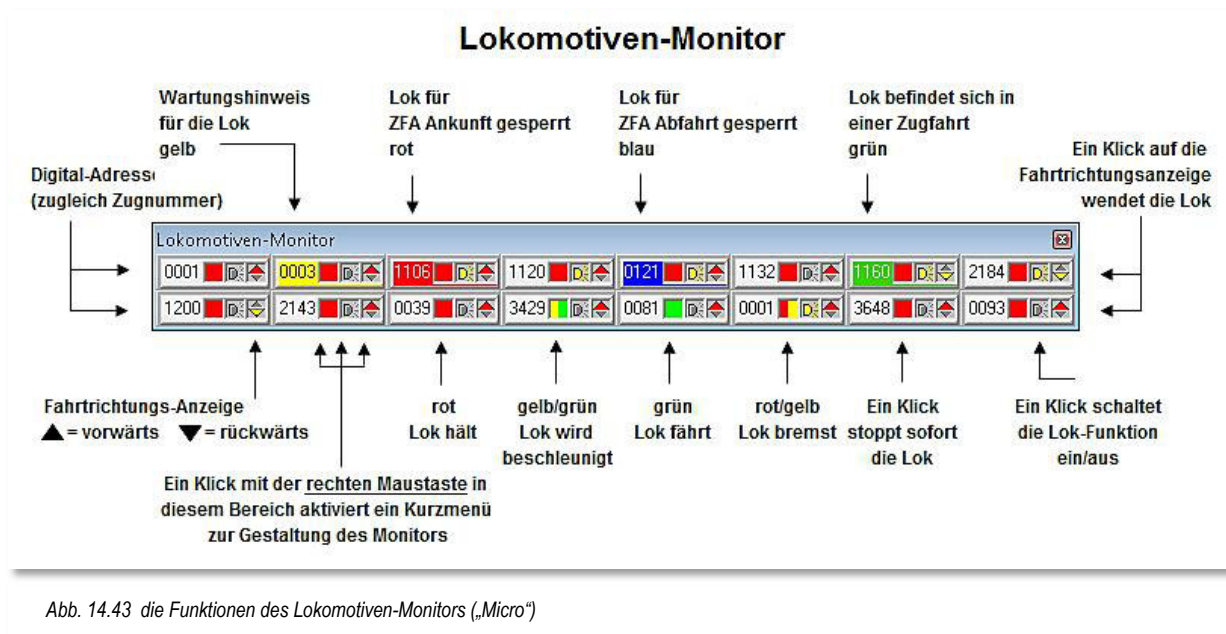 Lokomotiven-Monitor
Wartungshinweis
für die Lok
gelb
Lok für
ZFA Ankunft gesperrt
rot
Lok für
ZFA Abfahrt gesperrt
blau
Lok befindet sich in
einer Zugfahrt
grün
Ein Klick auf die
Fahrtrichtungsanzeige
wendet die Lok
Digital-Adresse
(zugleich Zugnummer)
Lokomotiven-Monitor
0001 D 0003 D 1106 D 1120 D 0121 D 1132 D 1160 D 2184 D
1200 D 2143 D 0039 D 3429 D 0081 D 0001 D 3648 D 0093 D
Fahrtrichtungs-Anzeige
▲ = vorwärts ▼ = rückwärts
rot
Lok hält
gelb/grün
Lok wird
beschleunigt
grün
Lok fährt
rot/gelb
Lok bremst
Ein Klick
stoppt sofort
die Lok
Ein Klick schaltet
die Lok-Funktion
ein/aus
Ein Klick mit der rechten Maustaste in
diesem Bereich aktiviert ein Kurzmenü
zur Gestaltung des Monitors
Abb. 14.43 die Funktionen des Lokomotiven-Monitors („Micro“)